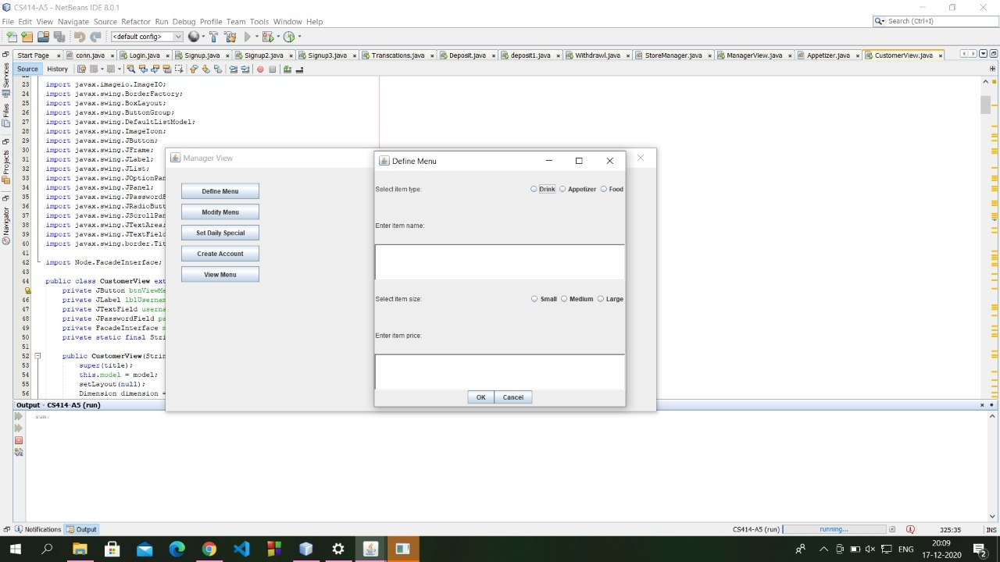 CS414-A5 - NetBeans IDE 8.0.1
File Edit View Navigate Source Refactor Run Debug Profile Team Tools Window Help
Search (Ctrl+I)
<default config>
Start Page conn.java Login.java Signup.java Signup2.java Signup3.java Transcations.java Deposit.java deposit1.java Withdrawl.java StoreManager.java ManagerView.java Appetizer.java CustomerView.java
Source History
Services
Files
Projects
Navigator
23 import javax.imageio.ImageIO;
24 import javax.swing.BorderFactory;
25 import javax.swing.BoxLayout;
26 import javax.swing.ButtonGroup;
27 import javax.swing.DefaultListModel;
28 import javax.swing.ImageIcon;
29 import javax.swing.JButton;
30 import javax.swing.JFrame;
31 import javax.swing.JLabel;
32 import javax.swing.JList;
33 import javax.swing.JOptionPan
34 import javax.swing.JPanel;
35 import javax.swing.JPasswordF
36 import javax.swing.JRadioButt
37 import javax.swing.JScrollPan
38 import javax.swing.JTextArea;
39 import javax.swing.JTextField
40 import javax.swing.border.Tit
41
42 import Node.FacadeInterface;
43
44 public class CustomerView ext
private JButton btnViewMe
46 private JLabel lblUsernam
47 private JTextField userna
48 private JPasswordField pa
49 private FacadeInterface m
50 private static final Stri
51
52 public CustomerView(Strin
53 super(title);
54 this.model = model;
55 setLayout(null);
56 Dimension dimension =
Manager View
Define Menu
Modify Menu
Set Daily Special
Create Account
View Menu
Define Menu
Select item type: Drink Appetizer Food
Enter item name:
Select item size: Small Medium Large
Enter item price:
OK Cancel
Output - CS414-A5 (run)
run:
Notifications Output
CS414-A5 (run) running... 325:35 INS
ENG
20:09
17-12-2020
2